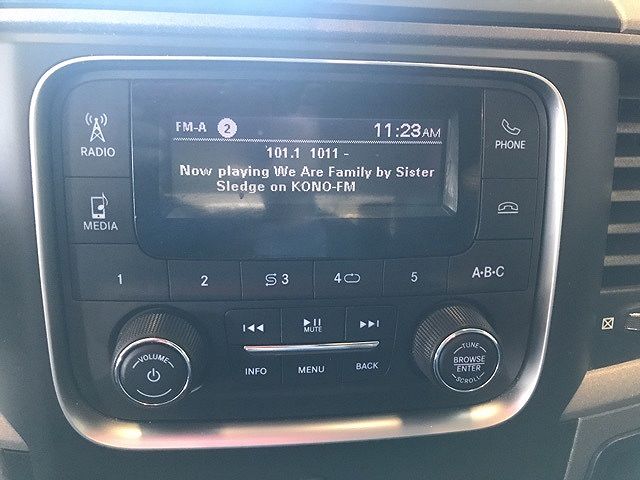 FM-A 2 11:23AM
101.1 1011 -
Now playing We Are Family by Sister
Sledge on KONO-FM
RADIO
MEDIA
PHONE
1 2 3 4 5 A·B·C
MUTE
INFO MENU BACK
VOLUME
TUNE
BROWSE
ENTER
SCROLL